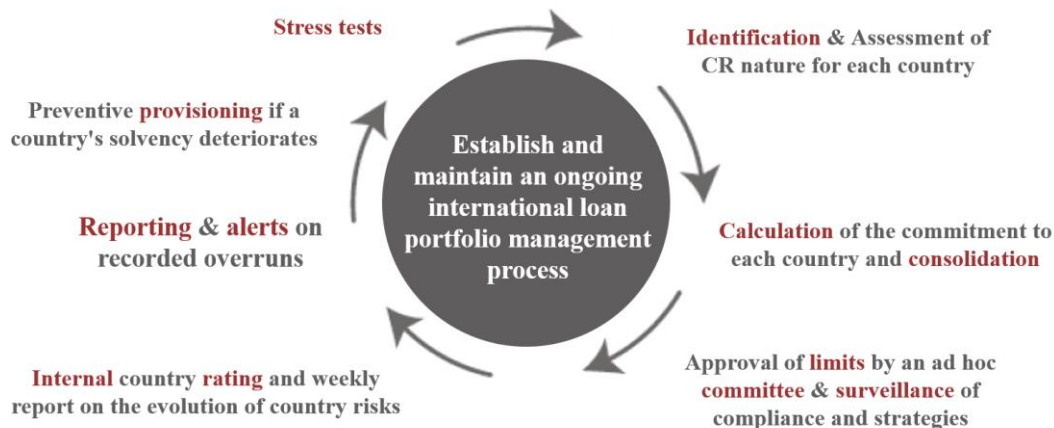 Stress tests
Identification & Assessment of
CR nature for each country
Calculation of the commitment to
each country and consolidation
Approval of limits by an ad hoc
committee & surveillance of
compliance and strategies
Internal country rating and weekly
report on the evolution of country risks
Reporting & alerts on
recorded overruns
Preventive provisioning if a
country's solvency deteriorates
Establish and
maintain an ongoing
international loan
portfolio management
process